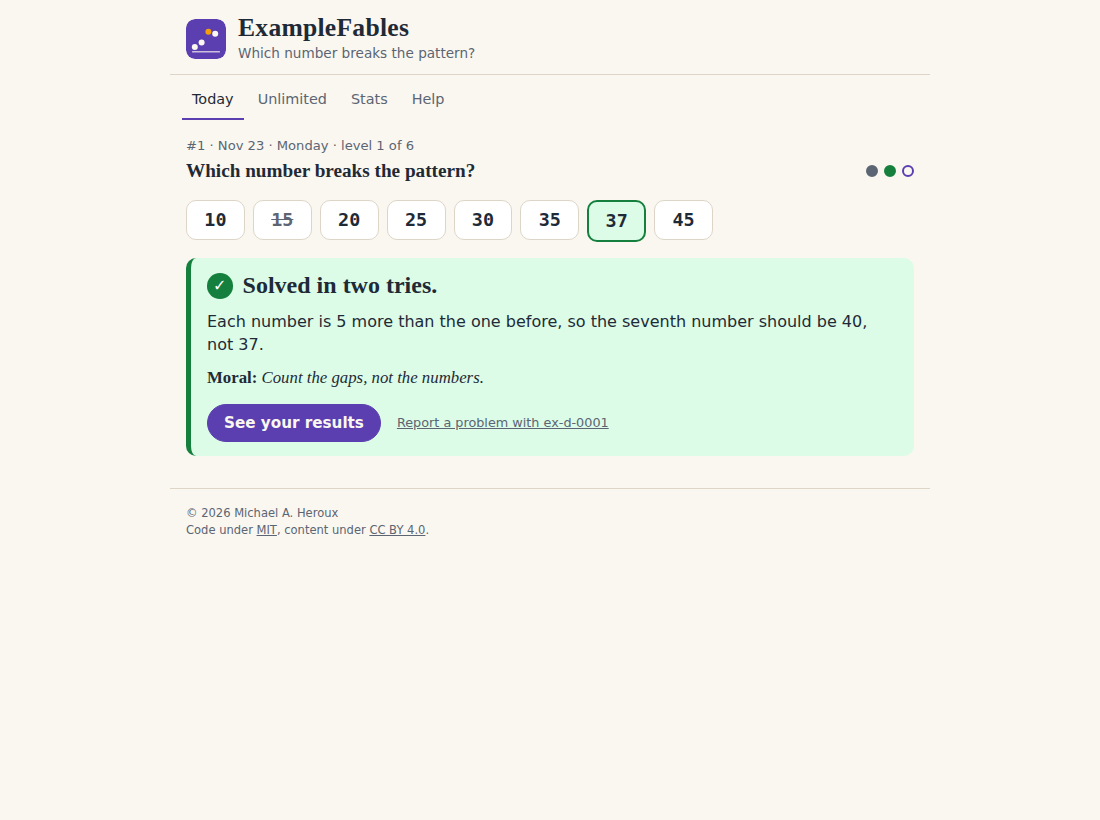 ExampleFables
Which number breaks the pattern?
Today Unlimited Stats Help
#1 · Nov 23 · Monday · level 1 of 6
Which number breaks the pattern?
10 15 20 25 30 35 37 45
✓ Solved in two tries.
Each number is 5 more than the one before, so the seventh number should be 40,
not 37.
Moral: Count the gaps, not the numbers.
See your results Report a problem with ex-d-0001
© 2026 Michael A. Heroux
Code under MIT, content under CC BY 4.0.